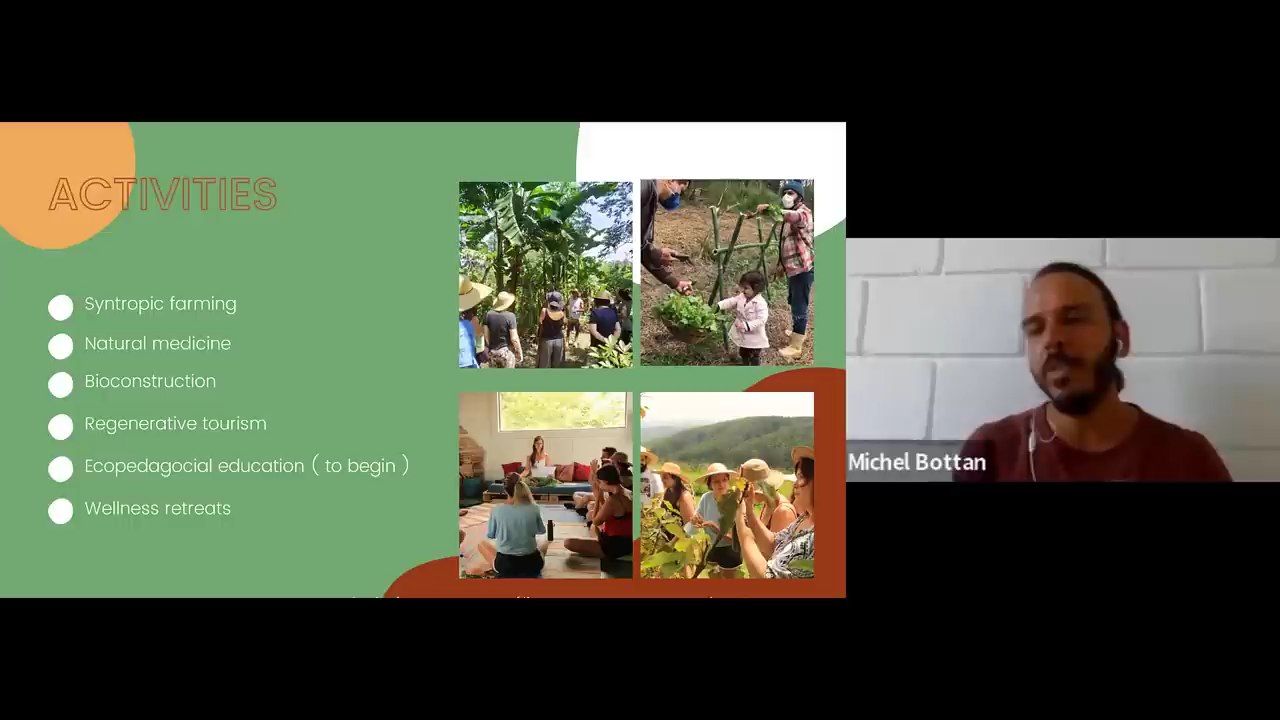 ACTIVITIES
Syntropic farming
Natural medicine
Bioconstruction
Regenerative tourism
Ecopedagocial education ( to begin )
Wellness retreats
Michel Bottan